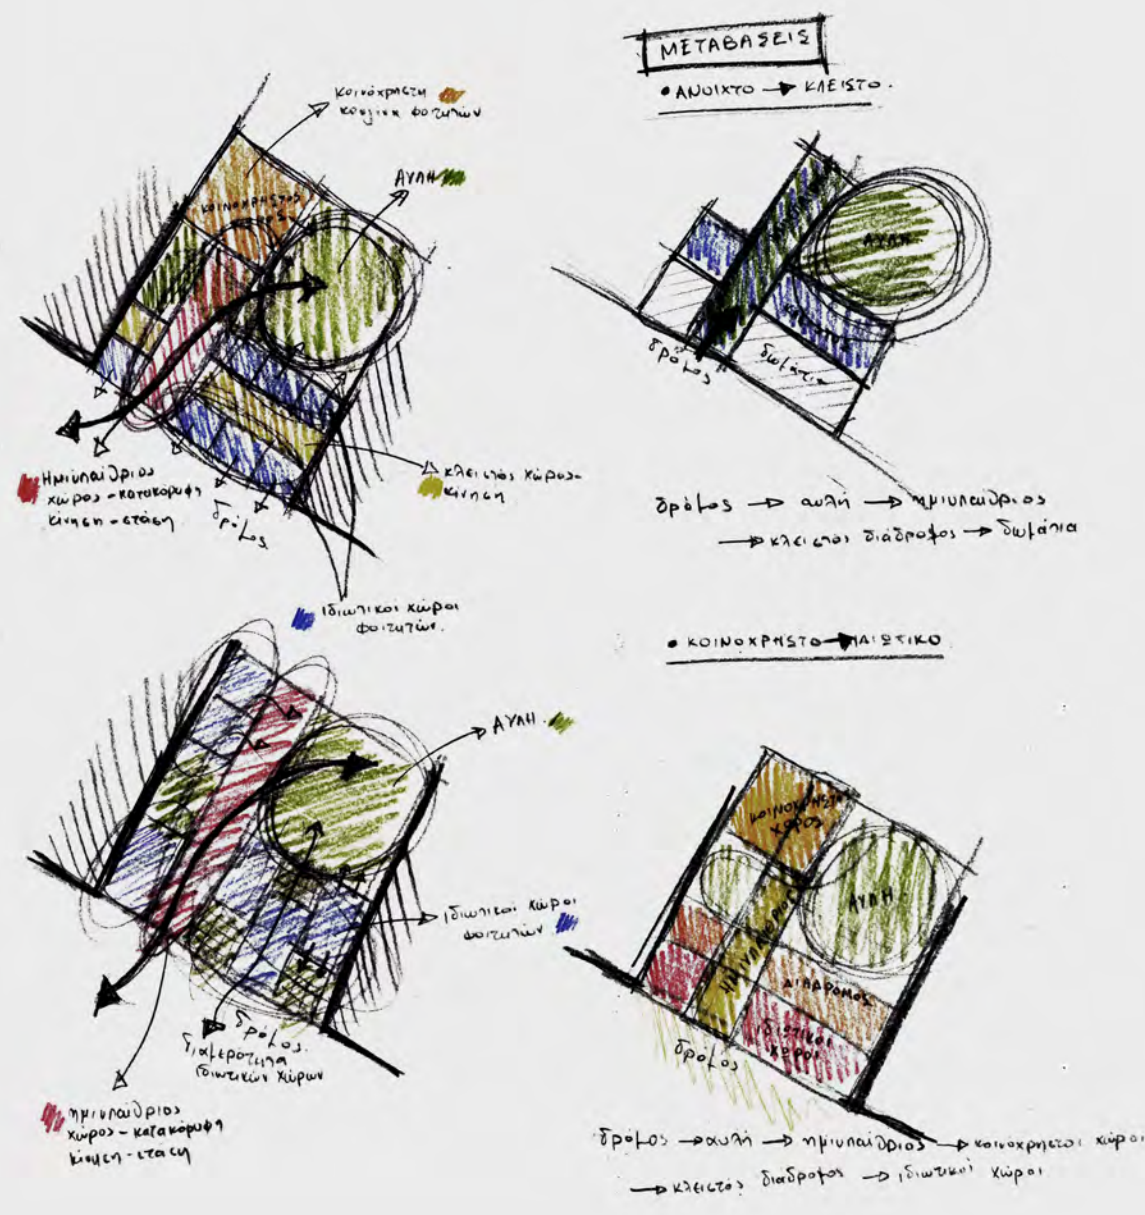 ΜΕΤΑΒΑΣΕΙΣ
• ΑΝΟΙΧΤΟ → ΚΛΕΙΣΤΟ.
κοινόχρηστη
κουζίνα φοιτητών
ΑΥΛΗ
ΚΟΙΝΟΧΡΗΣΤΟΣ
Ημιυπαίθριος
χώρος - κατακόρυφη
κίνηση - στάση
δρόμος
κλειστός χώρος -
κίνηση
ιδιωτικοί χώροι
φοιτητών.
ΑΥΛΗ
δρόμος
δωμάτια
δρόμος → αυλή → ημιυπαίθριος
→ κλειστός διάδρομος → δωμάτια
• ΚΟΙΝΟΧΡΗΣΤΟ → ΙΔΙΩΤΙΚΟ
ΑΥΛΗ.
ιδιωτικοί χώροι
φοιτητών
δρόμος.
διαμερότητα
ιδιωτικών χώρων
ημιυπαίθριος
χώρος - κατακόρυφη
κίνηση - στάση
ΚΟΙΝΟΧΡΗΣΤΟΣ
ΧΩΡΟΣ
ΑΥΛΗ
ΗΜΙΥΠΑΙΘΡΙΟΣ
ΔΙΑΔΡΟΜΟΣ
ΙΔΙΩΤΙΚΟΙ
ΧΩΡΟΙ
δρόμος
δρόμος → αυλή → ημιυπαίθριος → κοινόχρηστοι χώροι
→ κλειστός διάδρομος → ιδιωτικοί χώροι